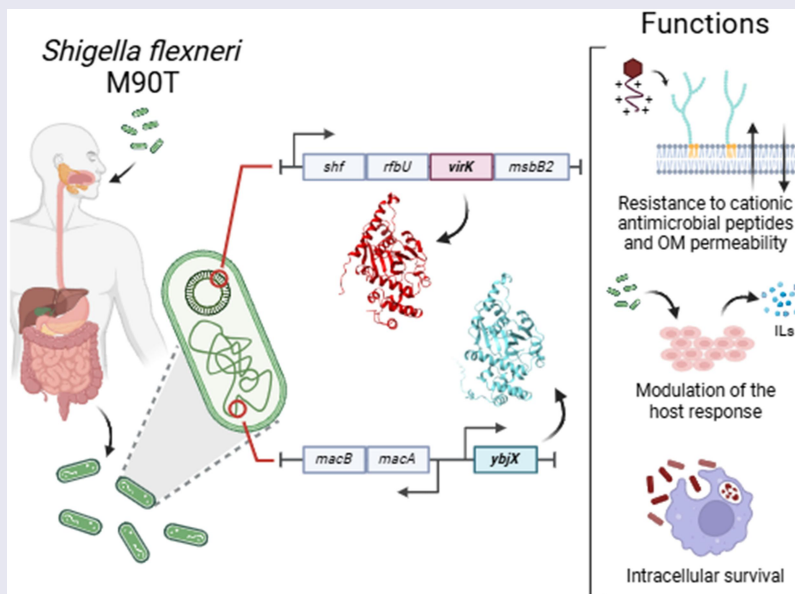 Shigella flexneri
M90T
shf rfbU virK msbB2
macB macA ybjX
Functions
+ + + + + +
Resistance to cationic
antimicrobial peptides
and OM permeability
ILs
Modulation of the
host response
Intracellular survival